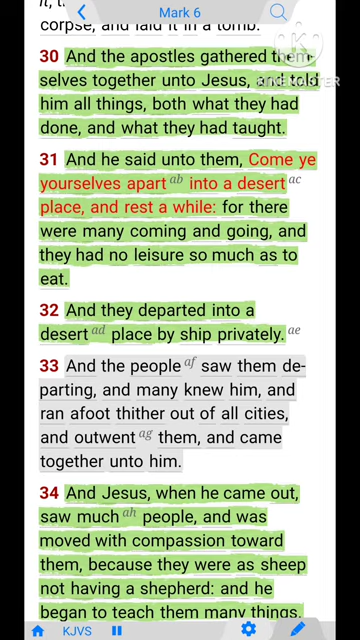 Mark 6
corpse, and laid it in a tomb.
30 And the apostles gathered them-
selves together unto Jesus, and told
him all things, both what they had
done, and what they had taught.
31 And he said unto them, Come ye
yourselves apart ab into a desert ac
place, and rest a while: for there
were many coming and going, and
they had no leisure so much as to
eat.
32 And they departed into a
desert ad place by ship privately. ae
33 And the people af saw them de-
parting, and many knew him, and
ran afoot thither out of all cities,
and outwent ag them, and came
together unto him.
34 And Jesus, when he came out,
saw much ah people, and was
moved with compassion toward
them, because they were as sheep
not having a shepherd: and he
began to teach them many things.
KJVS
K
KINEMASTER